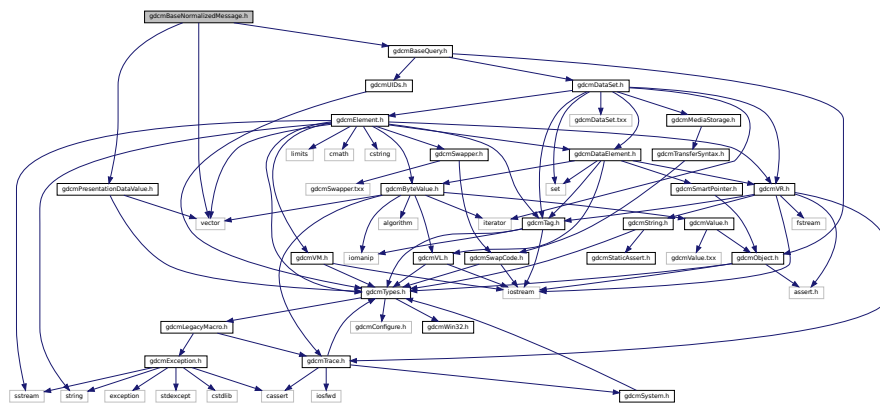 gdcmBaseNormalizedMessage.h
gdcmBaseQuery.h
gdcmUIDs.h
gdcmDataSet.h
gdcmElement.h
gdcmDataSet.txx
gdcmMediaStorage.h
limits
cmath
cstring
gdcmSwapper.h
gdcmDataElement.h
gdcmTransferSyntax.h
gdcmPresentationDataValue.h
gdcmSwapper.txx
gdcmByteValue.h
set
gdcmSmartPointer.h
gdcmVR.h
vector
algorithm
iterator
gdcmTag.h
gdcmString.h
gdcmValue.h
fstream
gdcmVM.h
iomanip
gdcmVL.h
gdcmSwapCode.h
gdcmStaticAssert.h
gdcmValue.txx
gdcmObject.h
gdcmTypes.h
iostream
assert.h
gdcmLegacyMacro.h
gdcmConfigure.h
gdcmWin32.h
gdcmException.h
gdcmTrace.h
sstream
string
exception
stdexcept
cstdlib
cassert
iosfwd
gdcmSystem.h